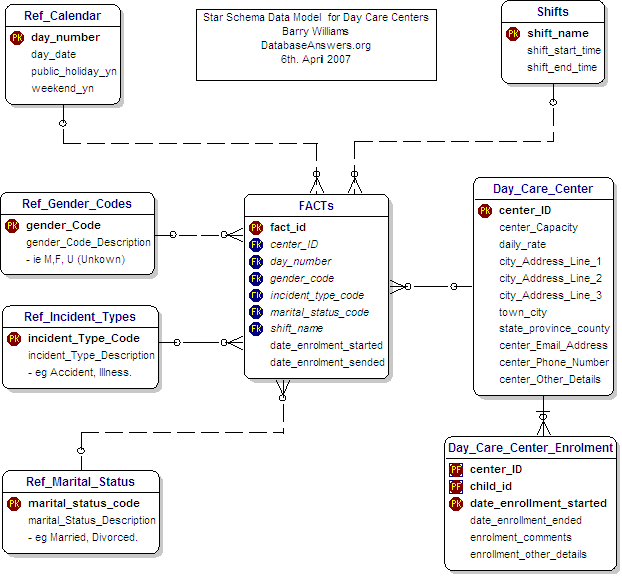 Ref_Calendar
PK day_number
day_date
public_holiday_yn
weekend_yn
Star Schema Data Model for Day Care Centers
Barry Williams
DatabaseAnswers.org
6th. April 2007
Shifts
PK shift_name
shift_start_time
shift_end_time
Ref_Gender_Codes
PK gender_Code
gender_Code_Description
- ie M,F, U (Unkown)
FACTs
PK fact_id
FK center_ID
FK day_number
FK gender_code
FK incident_type_code
FK marital_status_code
FK shift_name
date_enrolment_started
date_enrolment_sended
Day_Care_Center
PK center_ID
center_Capacity
daily_rate
city_Address_Line_1
city_Address_Line_2
city_Address_Line_3
town_city
state_province_county
center_Email_Address
center_Phone_Number
center_Other_Details
Ref_Incident_Types
PK incident_Type_Code
incident_Type_Description
- eg Accident, Illness.
Ref_Marital_Status
PK marital_status_code
marital_Status_Description
- eg Married, Divorced.
Day_Care_Center_Enrolment
PF center_ID
PF child_id
PK date_enrollment_started
date_enrollment_ended
enrolment_comments
enrollment_other_details